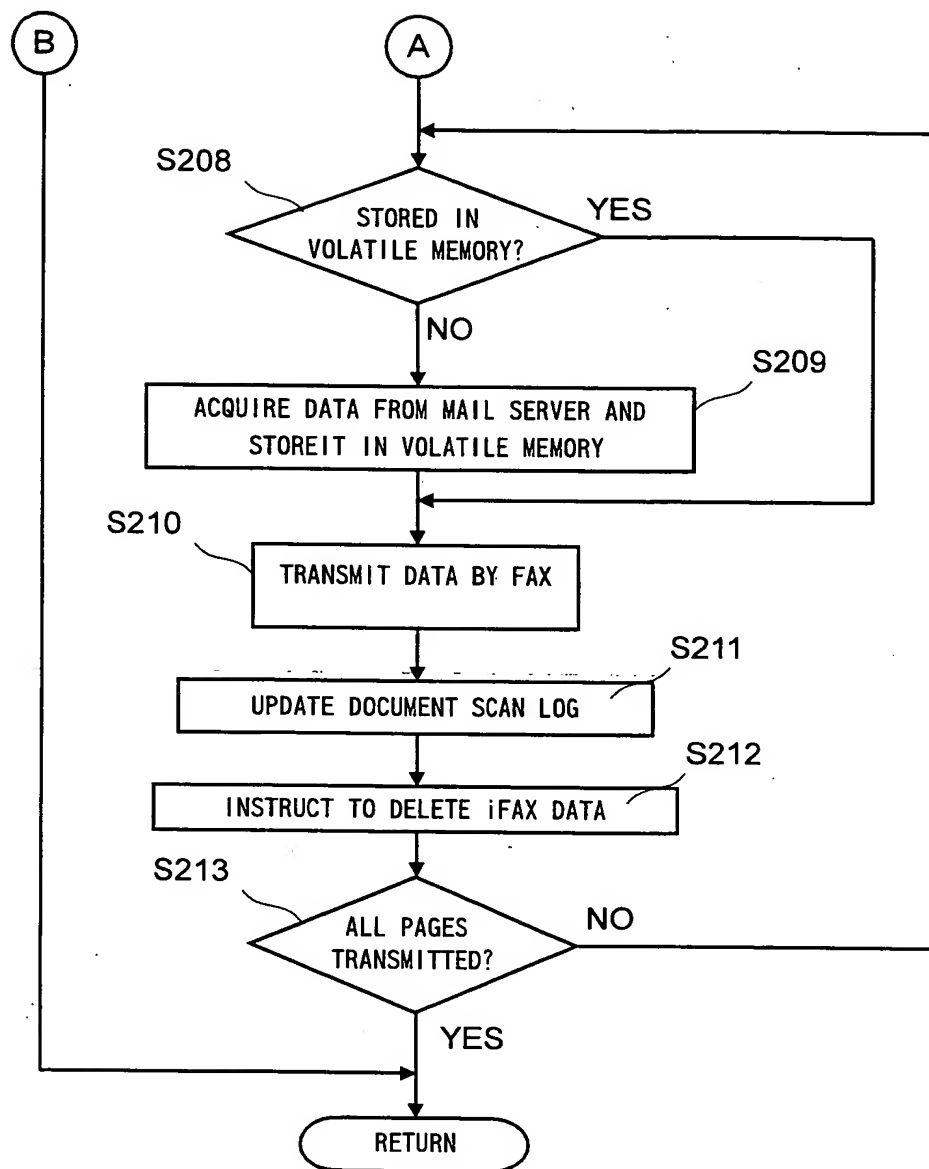 B
A
S208
STORED IN
VOLATILE MEMORY?
YES
NO
S209
ACQUIRE DATA FROM MAIL SERVER AND
STOREIT IN VOLATILE MEMORY
S210
TRANSMIT DATA BY FAX
S211
UPDATE DOCUMENT SCAN LOG
S212
INSTRUCT TO DELETE iFAX DATA
S213
ALL PAGES
TRANSMITTED?
NO
YES
RETURN